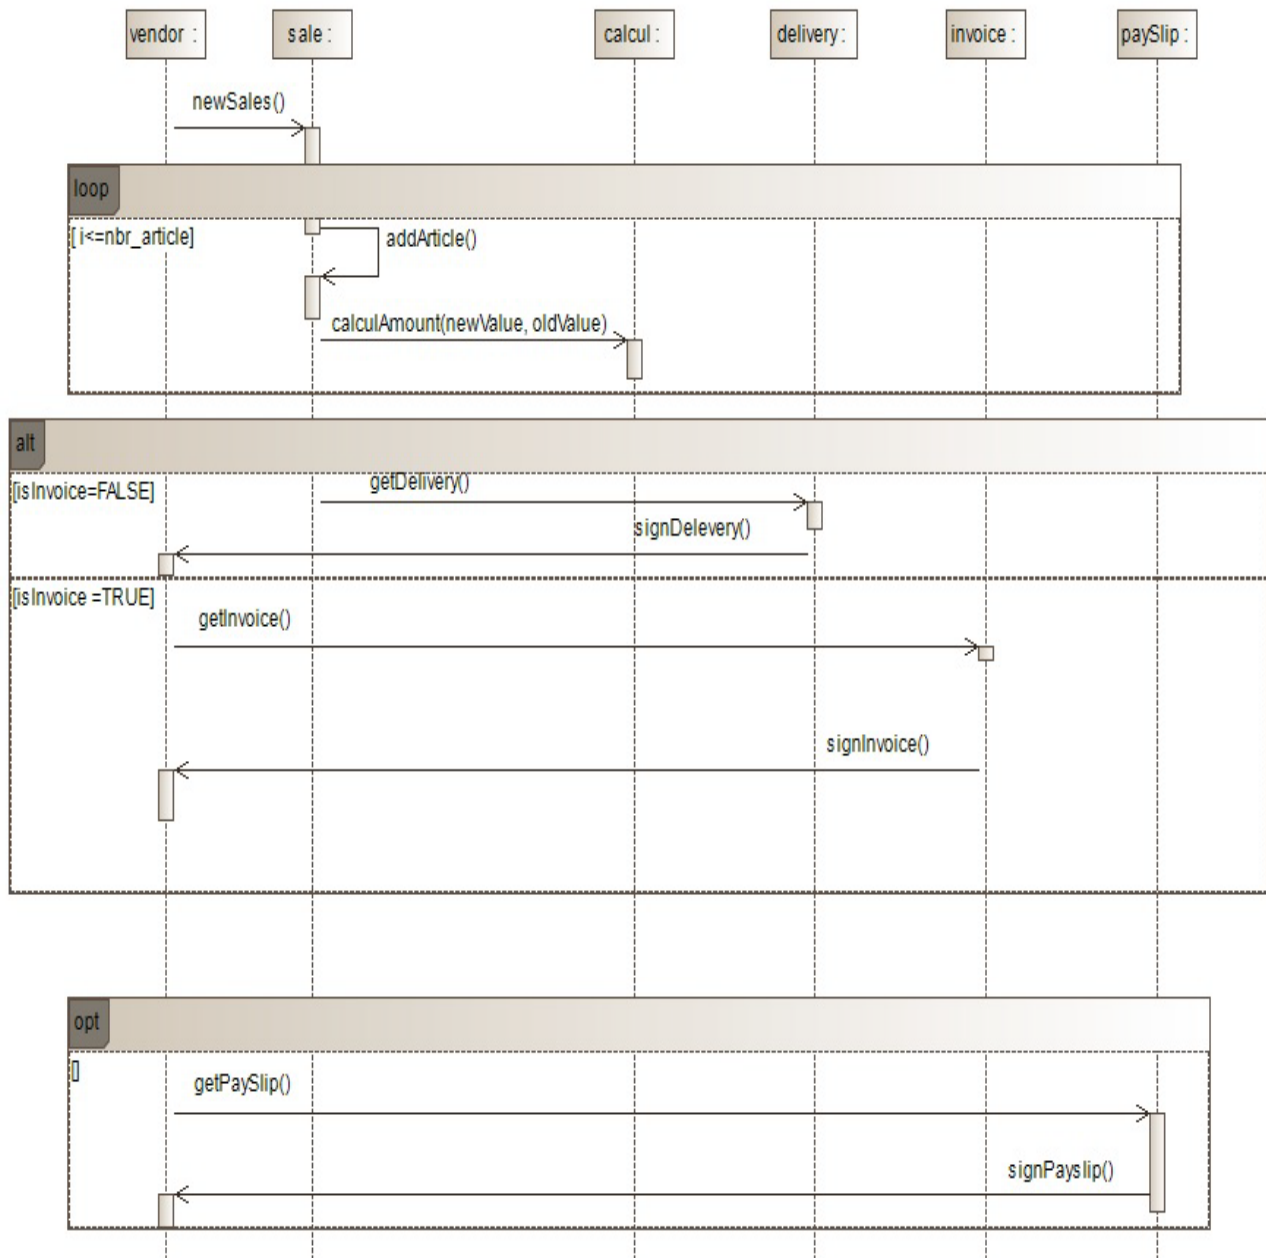 vendor :
sale :
calcul :
delivery :
invoice :
paySlip :
newSales()
loop
[ i<=nbr_article]
addArticle()
calculAmount(newValue, oldValue)
alt
[isInvoice=FALSE]
getDelivery()
signDelevery()
[isInvoice =TRUE]
getInvoice()
signInvoice()
opt
[]
getPaySlip()
signPayslip()